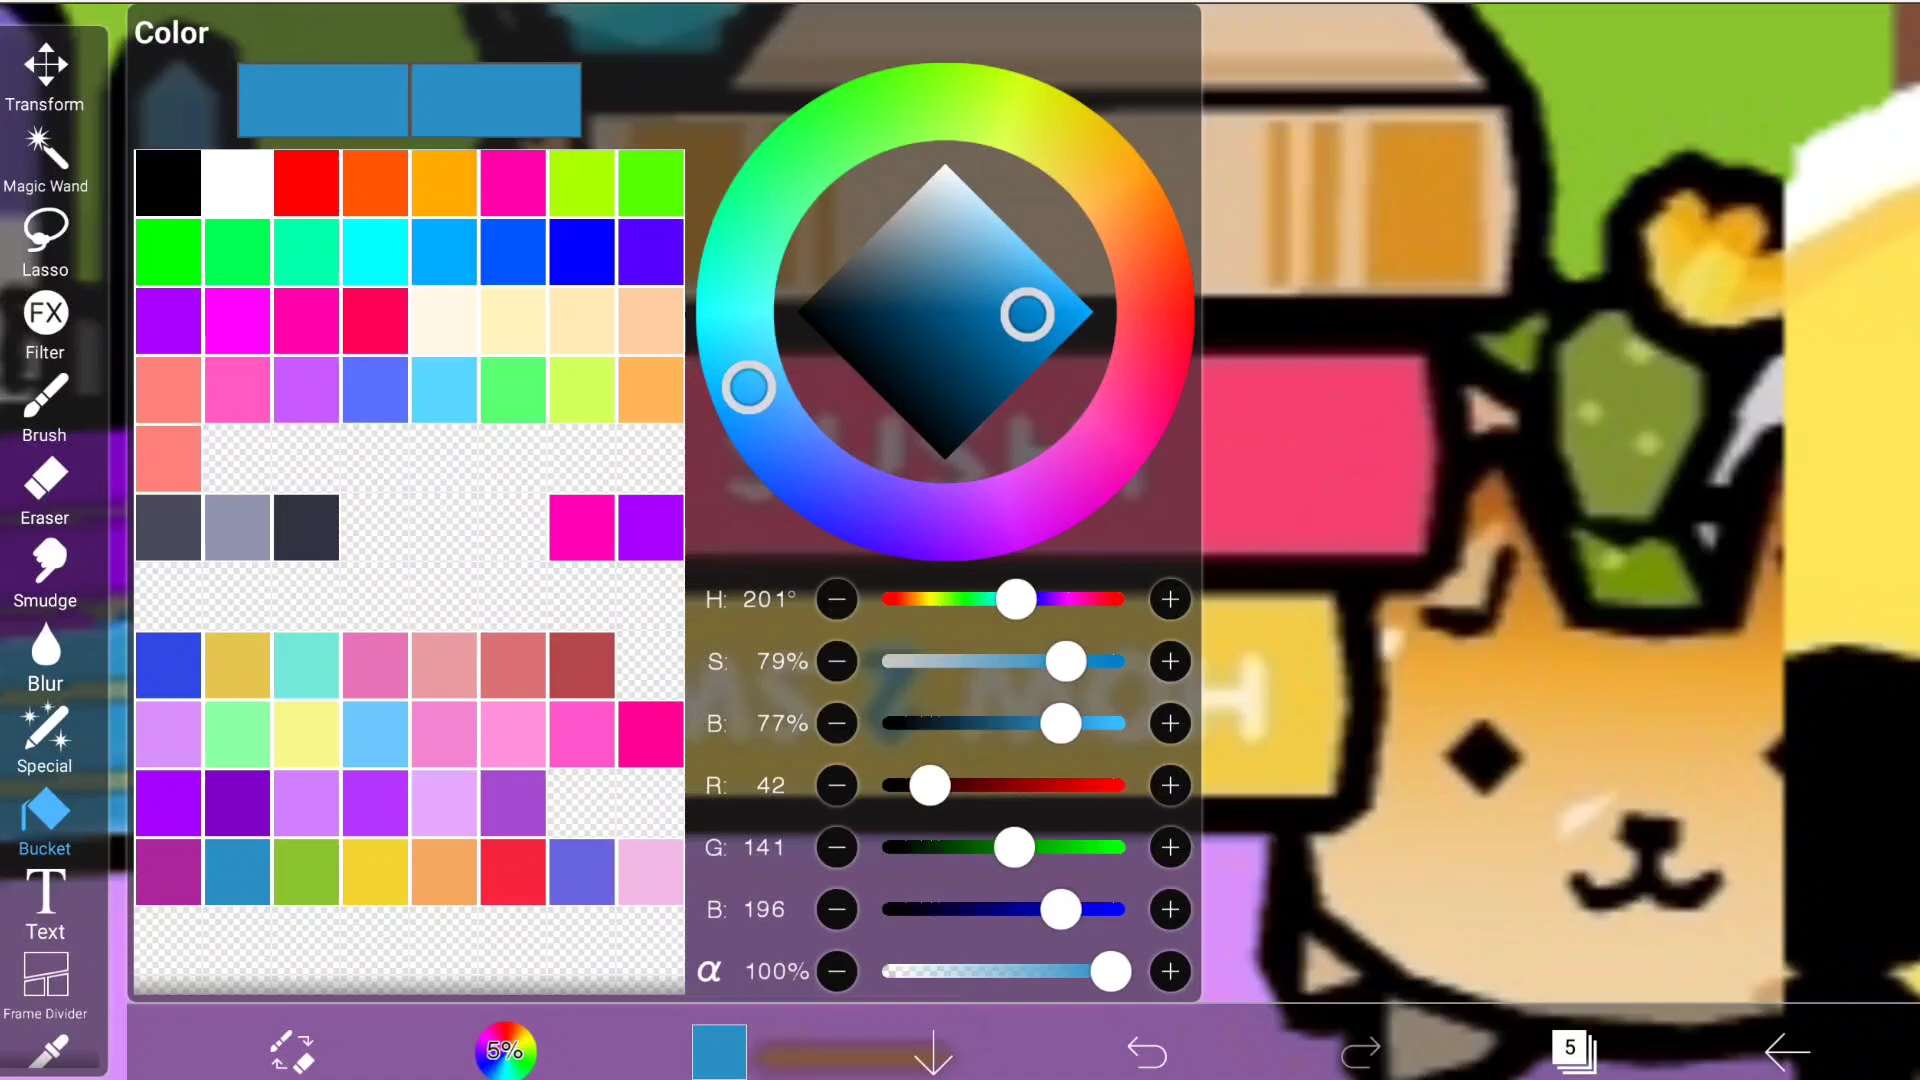 Color
Transform
Magic Wand
Lasso
FX
Filter
Brush
Eraser
Smudge
Blur
Special
Bucket
T
Text
Frame Divider
H: 201°
S: 79%
B: 77%
R: 42
G: 141
B: 196
α 100%
5%
5